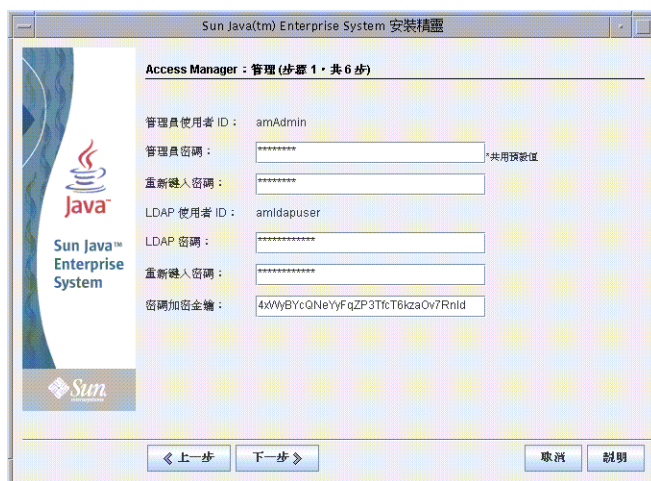 Sun Java(tm) Enterprise System 安裝精靈
Access Manager：管理 (步驟 1，共 6 步)
管理員使用者 ID： amAdmin
管理員密碼： ******** *共用預設值
重新鍵入密碼： ********
LDAP 使用者 ID： amldapuser
LDAP 密碼： ************
重新鍵入密碼： ************
密碼加密金鑰： 4xWyBYcQNeYyFqZP3TfcT6kzaOv7Rnld
Java™
Sun Java™
Enterprise
System
Sun
microsystems
《 上一步 下一步 》 取消 說明